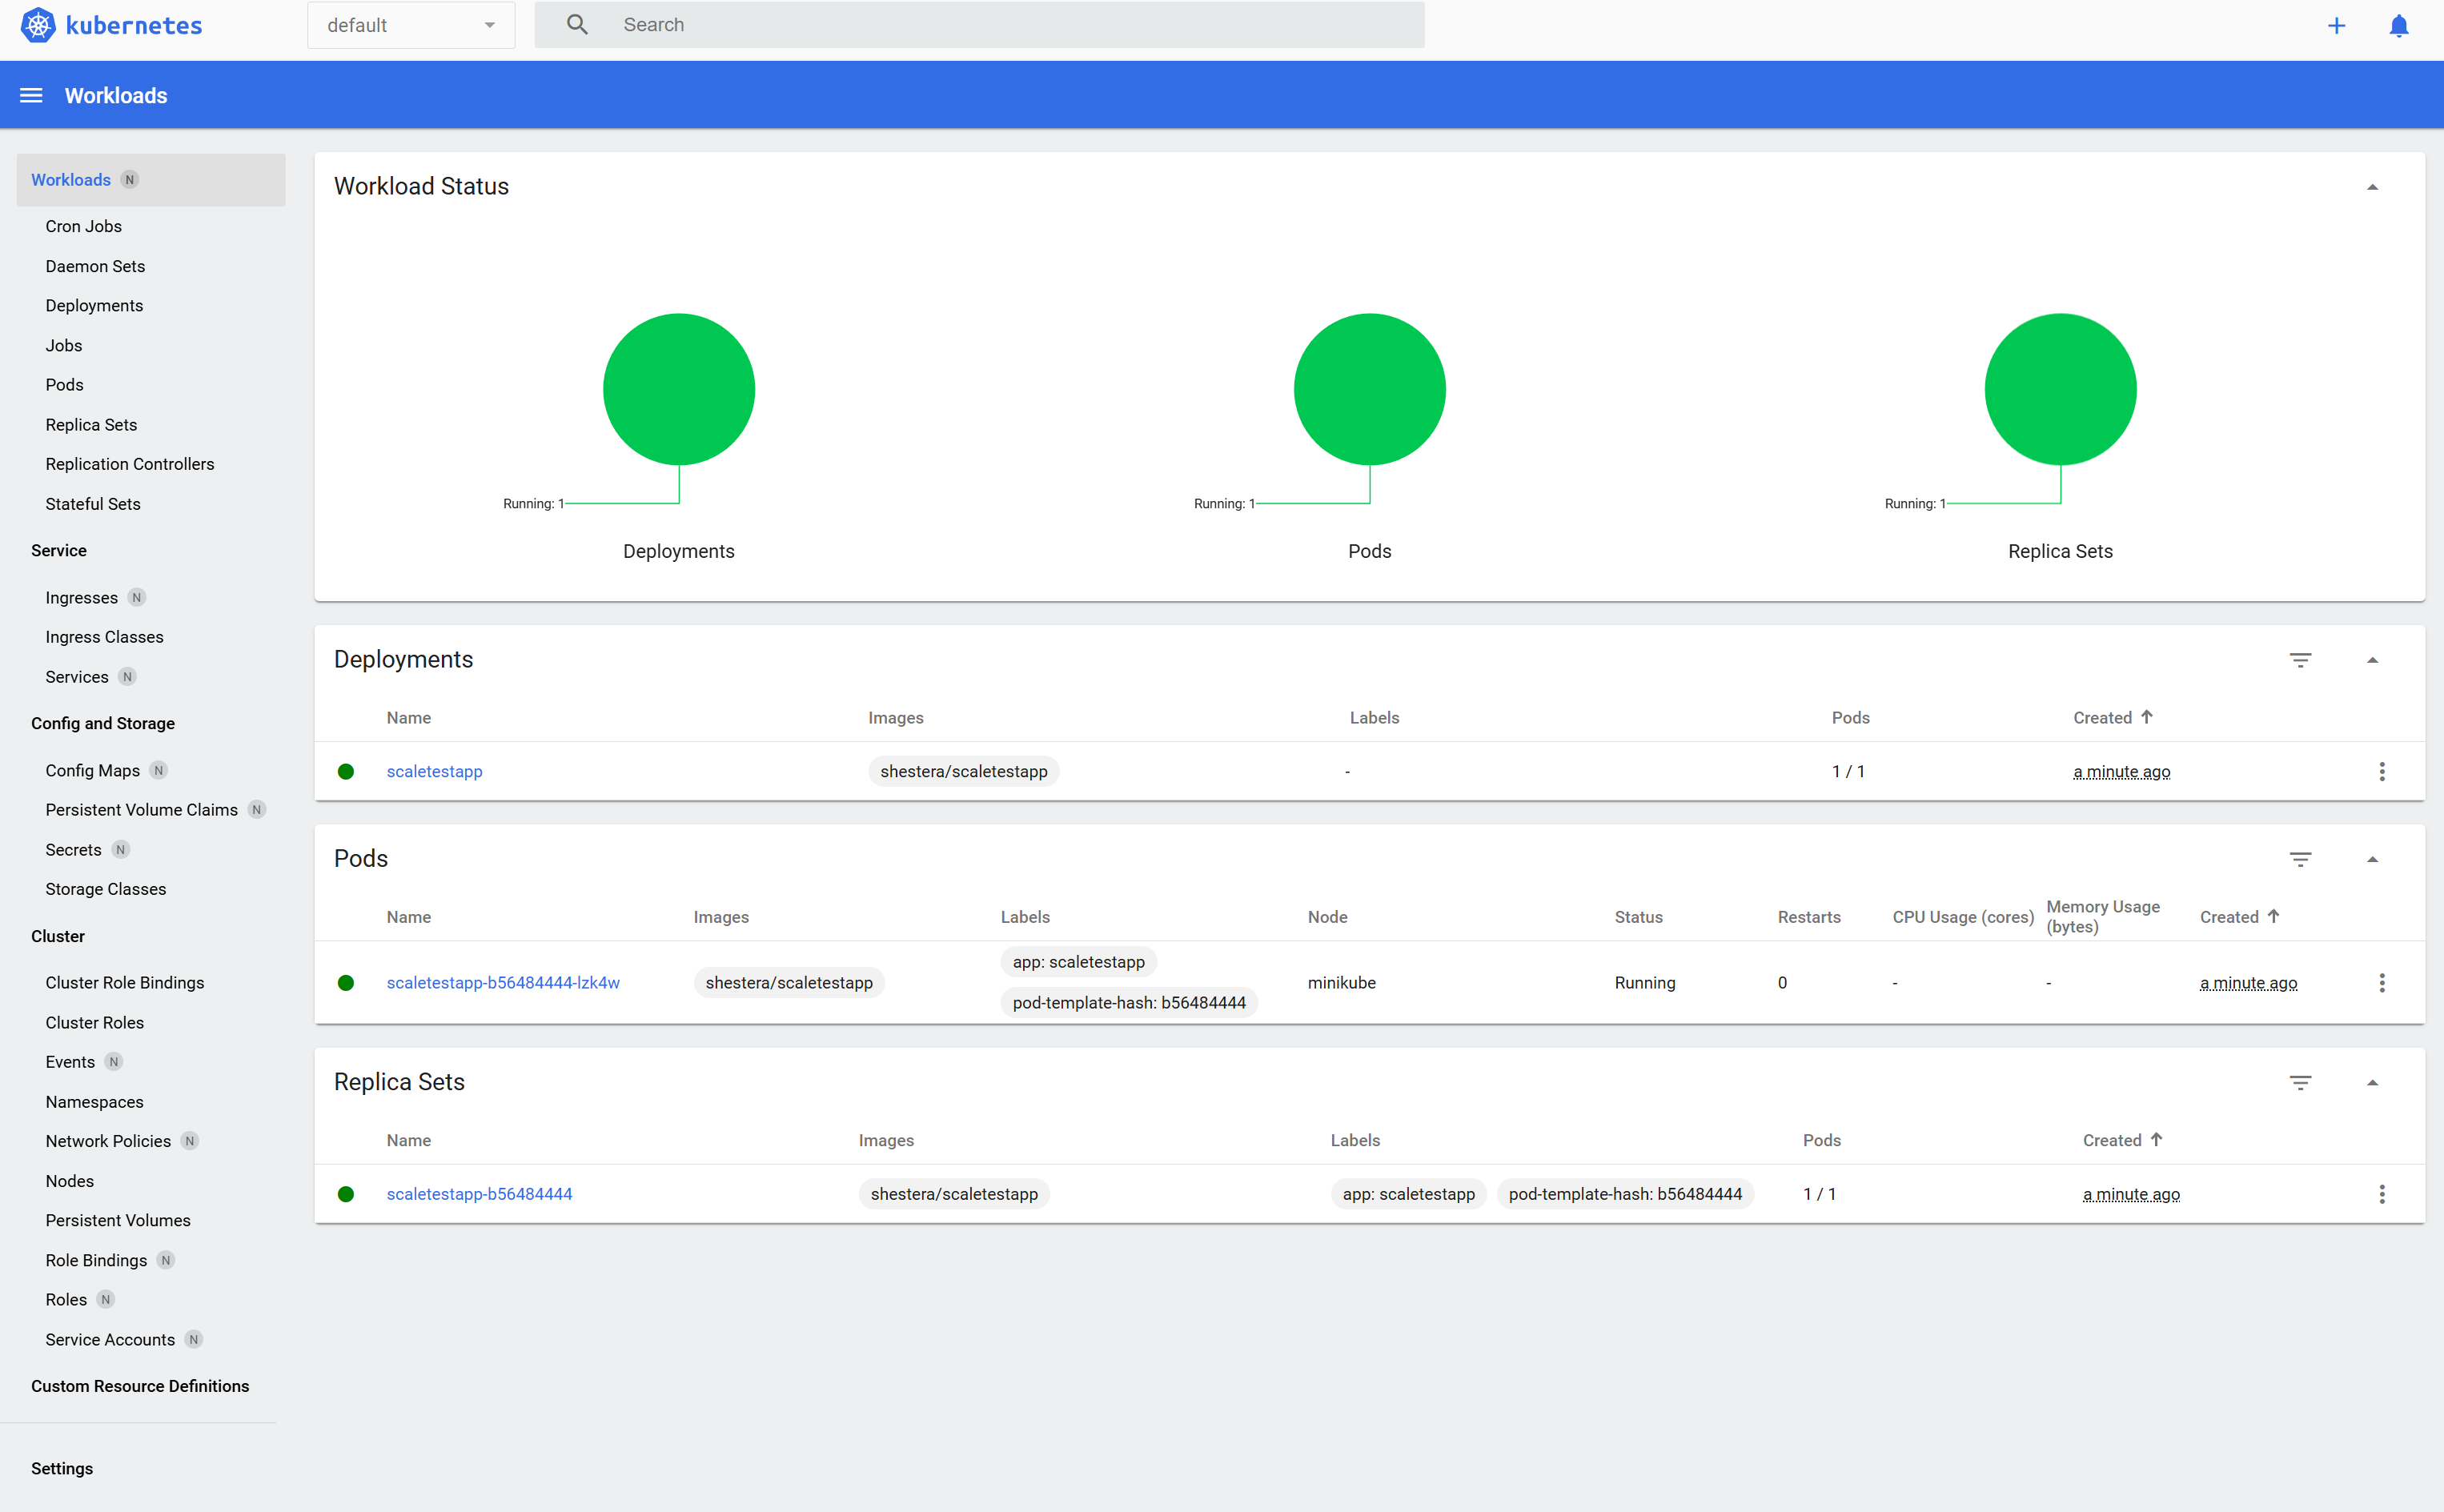 kubernetes
default
Search
Workloads
Workloads N
Cron Jobs
Daemon Sets
Deployments
Jobs
Pods
Replica Sets
Replication Controllers
Stateful Sets
Service
Ingresses N
Ingress Classes
Services N
Config and Storage
Config Maps N
Persistent Volume Claims N
Secrets N
Storage Classes
Cluster
Cluster Role Bindings
Cluster Roles
Events N
Namespaces
Network Policies N
Nodes
Persistent Volumes
Role Bindings N
Roles N
Service Accounts N
Custom Resource Definitions
Settings
Workload Status
Running: 1
Deployments
Running: 1
Pods
Running: 1
Replica Sets
Deployments
Name Images Labels Pods Created
scaletestapp shestera/scaletestapp - 1 / 1 a minute ago
Pods
Name Images Labels Node Status Restarts CPU Usage (cores) Memory Usage (bytes) Created
scaletestapp-b56484444-lzk4w shestera/scaletestapp app: scaletestapp pod-template-hash: b56484444 minikube Running 0 - - a minute ago
Replica Sets
Name Images Labels Pods Created
scaletestapp-b56484444 shestera/scaletestapp app: scaletestapp pod-template-hash: b56484444 1 / 1 a minute ago